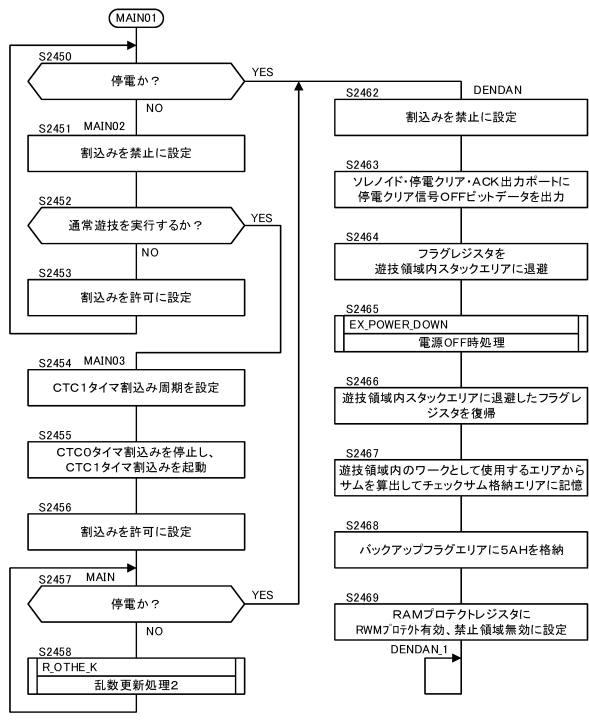 MAIN01
S2450
停電か？
YES
NO
S2451
MAIN02
割込みを禁止に設定
S2452
通常遊技を実行するか？
YES
NO
S2453
割込みを許可に設定
S2454
MAIN03
CTC1タイマ割込み周期を設定
S2455
CTC0タイマ割込みを停止し、
CTC1タイマ割込みを起動
S2456
割込みを許可に設定
S2457
MAIN
停電か？
YES
NO
S2458
R_OTHE_K
乱数更新処理２
S2462
DENDAN
割込みを禁止に設定
S2463
ソレノイド・停電クリア・ACK出力ポートに
停電クリア信号OFFビットデータを出力
S2464
フラグレジスタを
遊技領域内スタックエリアに退避
S2465
EX_POWER_DOWN
電源OFF時処理
S2466
遊技領域内スタックエリアに退避したフラグレ
ジスタを復帰
S2467
遊技領域内のワークとして使用するエリアから
サムを算出してチェックサム格納エリアに記憶
S2468
バックアップフラグエリアに５AHを格納
S2469
RAMプロテクトレジスタに
RWMﾌﾟﾛﾃｸﾄ有効、禁止領域無効に設定
DENDAN_1